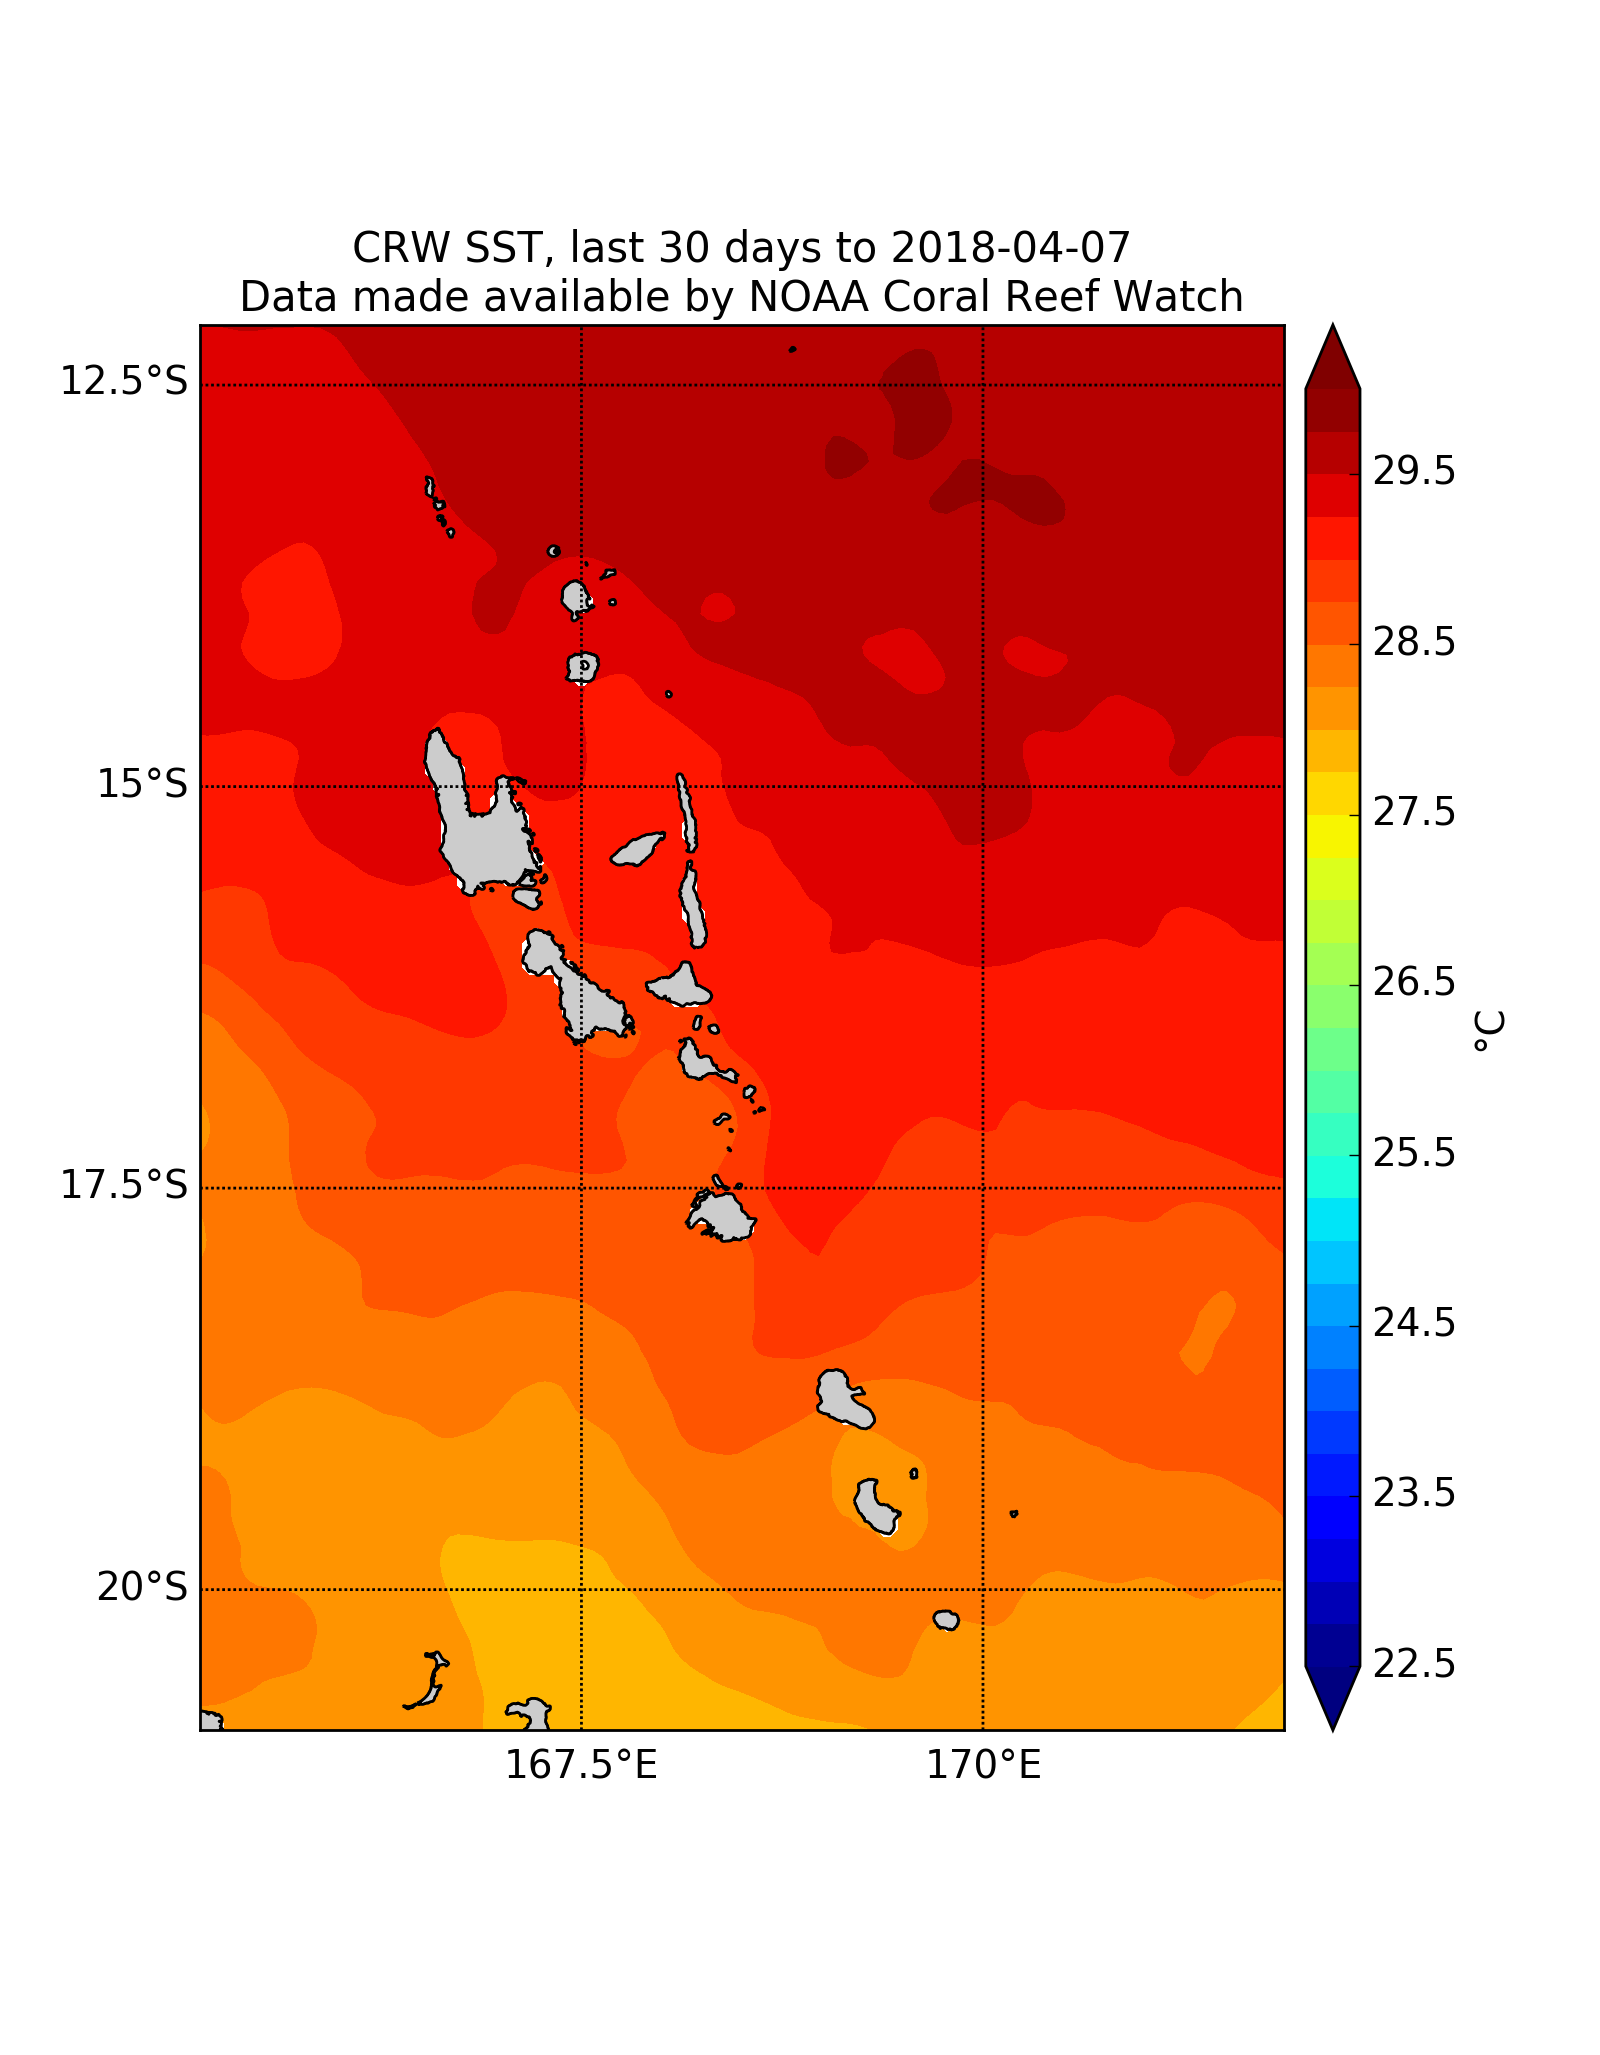 CRW SST, last 30 days to 2018-04-07
Data made available by NOAA Coral Reef Watch
12.5°S
15°S
17.5°S
20°S
167.5°E
170°E
29.5
28.5
27.5
26.5
25.5
24.5
23.5
22.5
°C